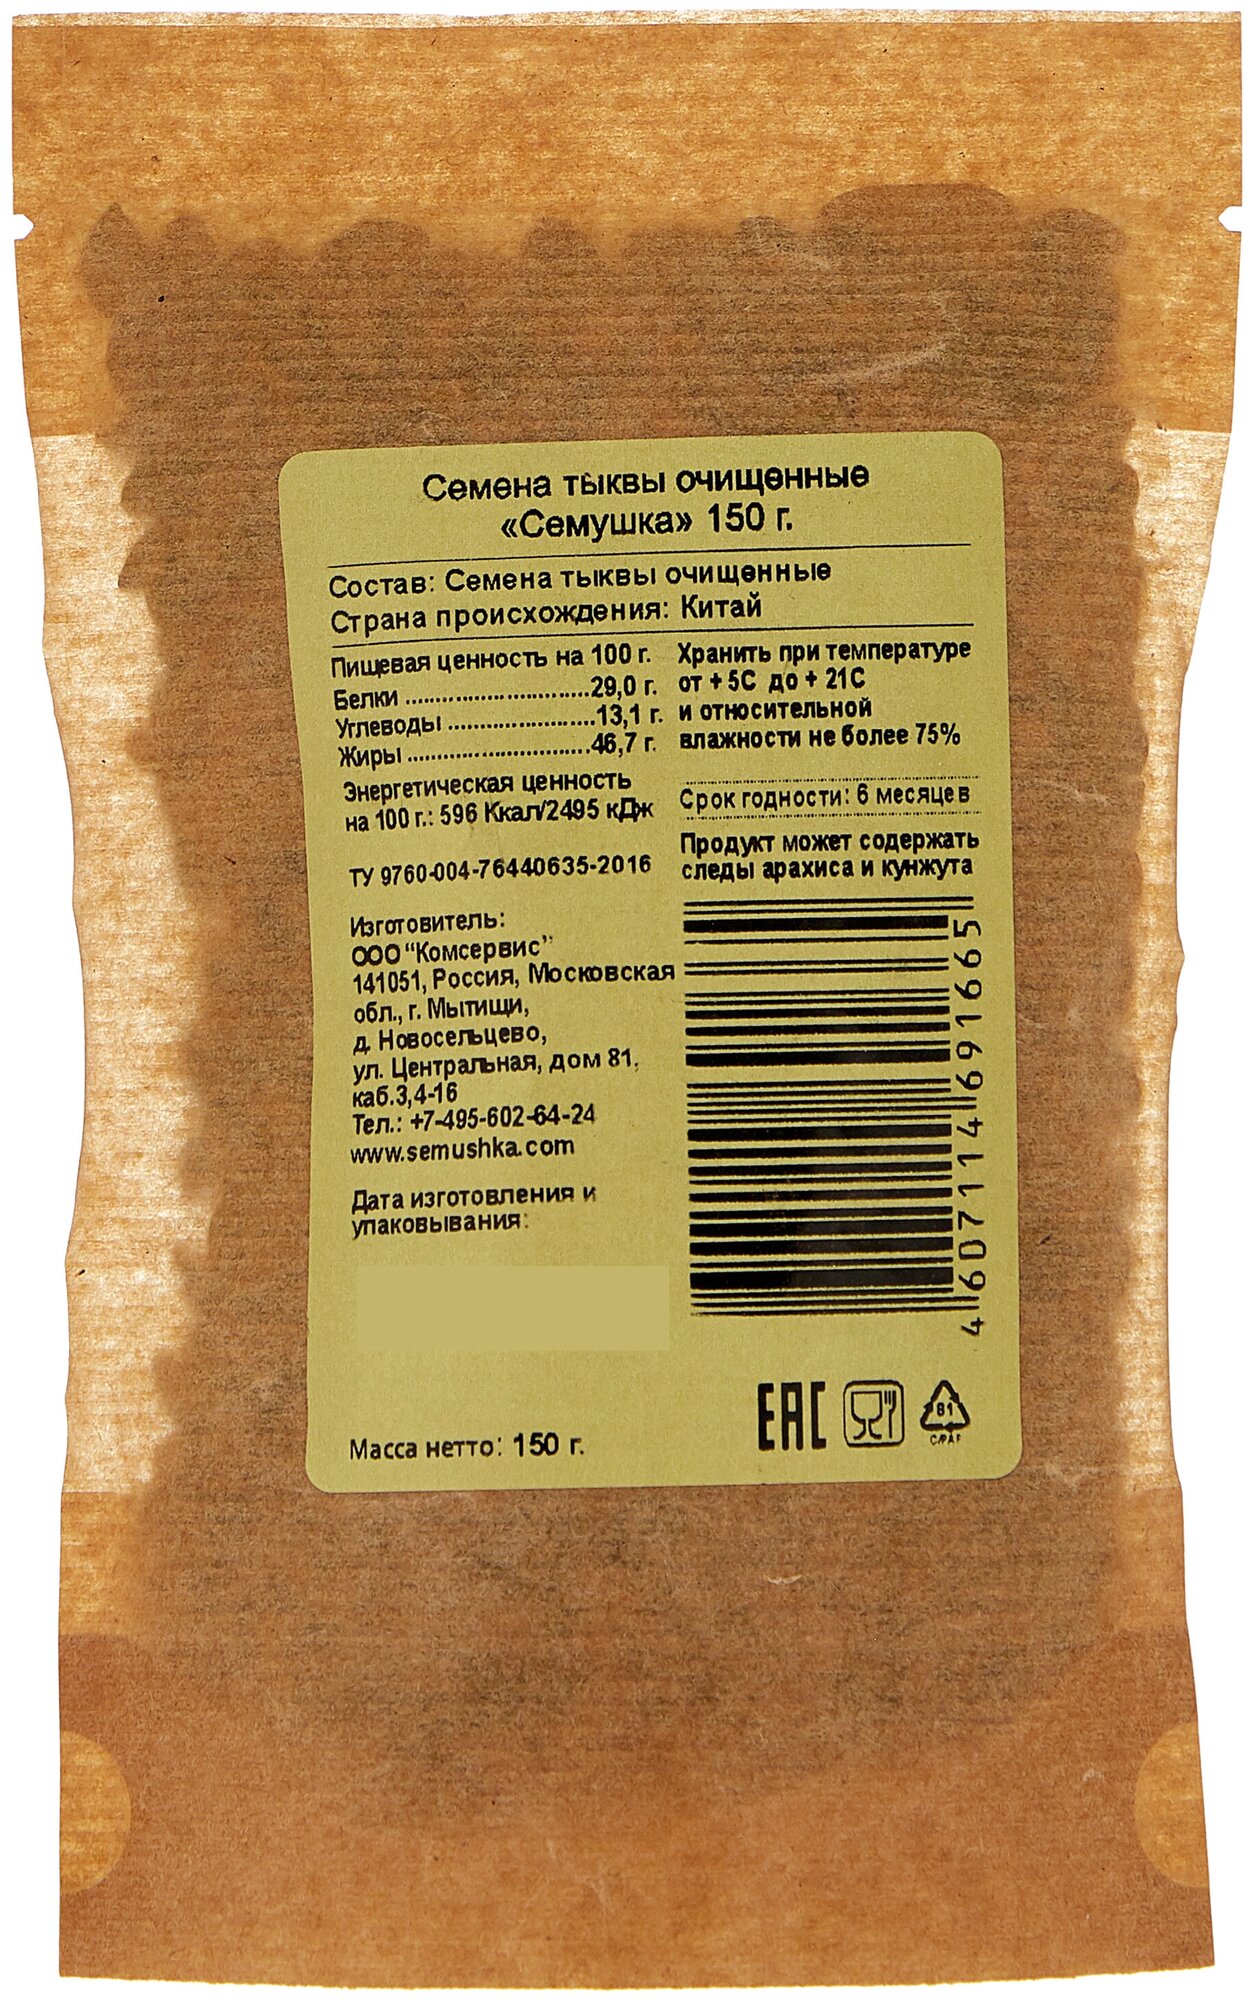 Семена тыквы очищенные
«Семушка» 150 г.
Состав: Семена тыквы очищенные
Страна происхождения: Китай
Пищевая ценность на 100 г.
Белки ..............................29,0 г.
Углеводы ........................13,1 г.
Жиры ..............................46,7 г.
Энергетическая ценность
на 100 г.: 596 Ккал/2495 кДж
ТУ 9760-004-76440635-2016
Изготовитель:
ООО "Комсервис"
141051, Россия, Московская
обл., г. Мытищи,
д. Новосельцево,
ул. Центральная, дом 81,
каб.3,4-16
Тел.: +7-495-602-64-24
www.semushka.com
Дата изготовления и
упаковывания:
Масса нетто: 150 г.
Хранить при температуре
от + 5С до + 21С
и относительной
влажности не более 75%
Срок годности: 6 месяцев
Продукт может содержать
следы арахиса и кунжута
4 607114 691665
EAC
81
C/PAP